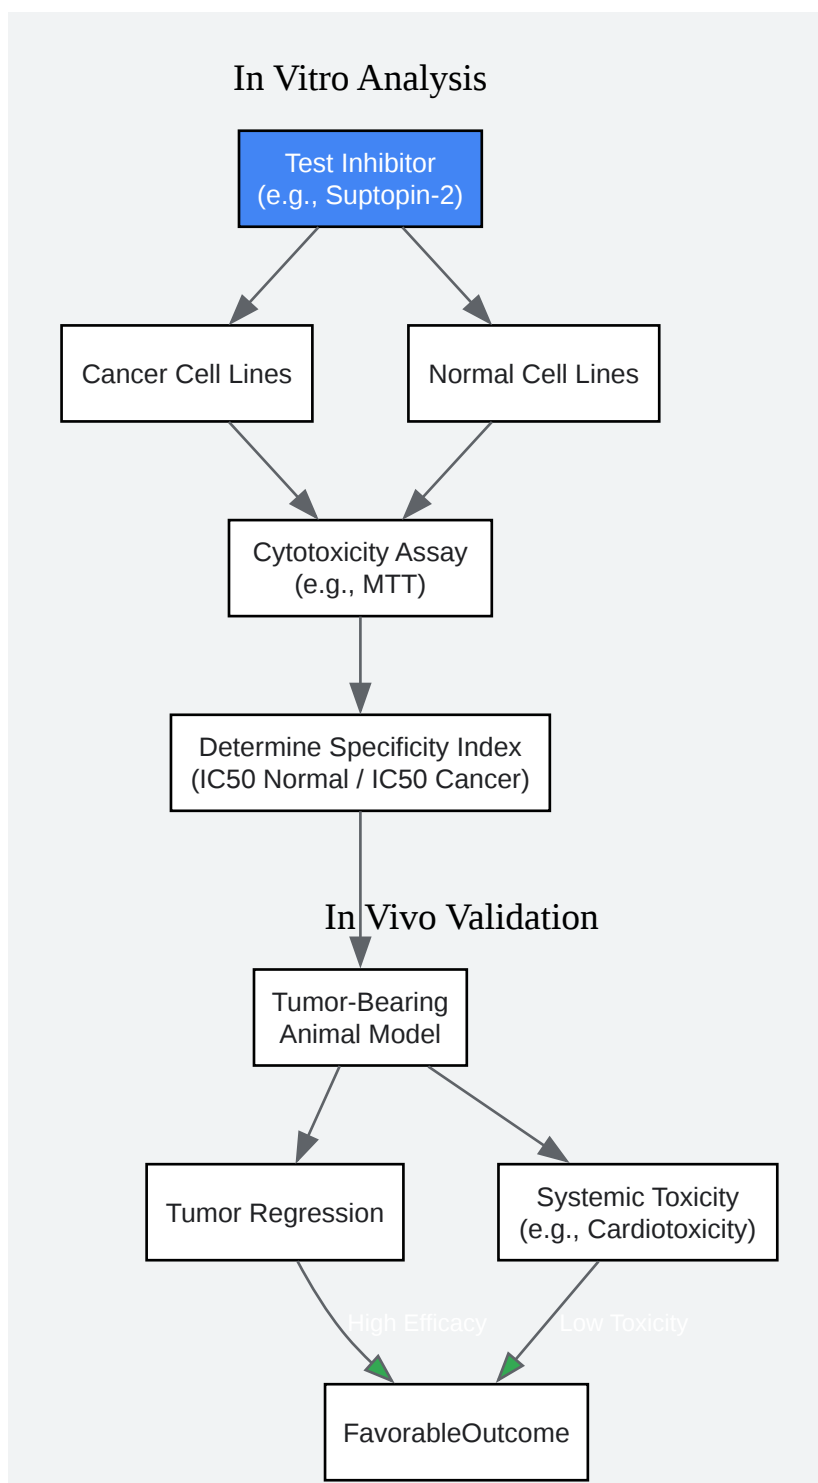 In Vitro Analysis
Test Inhibitor
(e.g., Suptopin-2)
Cancer Cell Lines
Normal Cell Lines
Cytotoxicity Assay
(e.g., MTT)
Determine Specificity Index
(IC50 Normal / IC50 Cancer)
In Vivo Validation
Tumor-Bearing
Animal Model
Tumor Regression
Systemic Toxicity
(e.g., Cardiotoxicity)
High Efficacy
Low Toxicity
FavorableOutcome